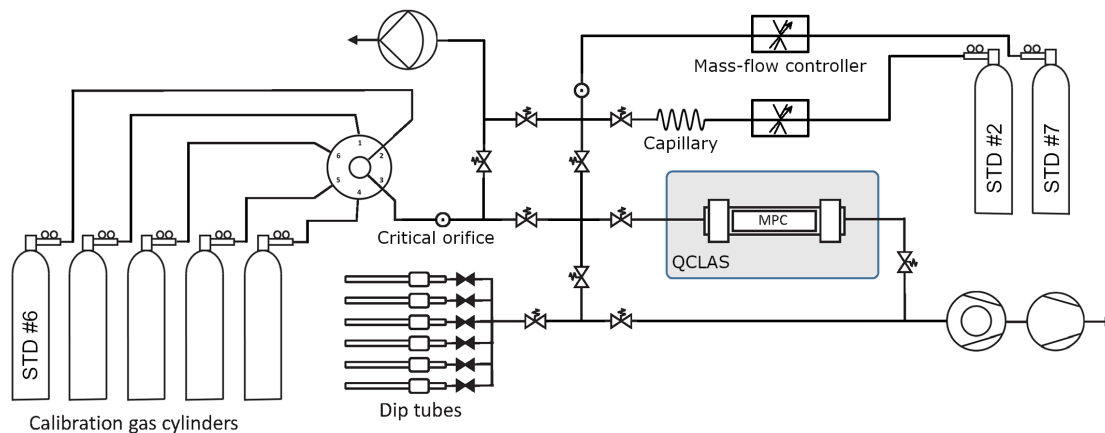 Mass-flow controller
Capillary
STD #2
STD #7
1
2
3
4
5
6
Critical orifice
MPC
QCLAS
STD #6
Dip tubes
Calibration gas cylinders